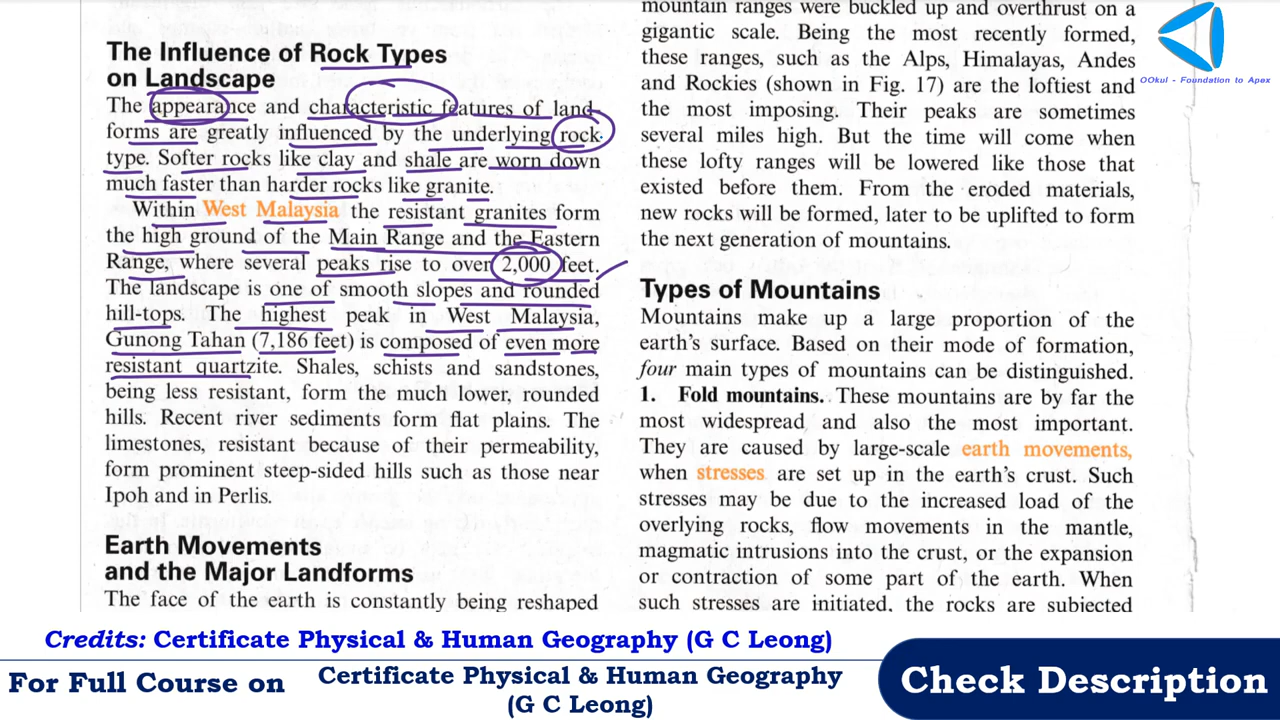 The Influence of Rock Types
on Landscape
The appearance and characteristic features of land-
forms are greatly influenced by the underlying rock
type. Softer rocks like clay and shale are worn down
much faster than harder rocks like granite.
Within West Malaysia the resistant granites form
the high ground of the Main Range and the Eastern
Range, where several peaks rise to over 2,000 feet.
The landscape is one of smooth slopes and rounded
hill-tops. The highest peak in West Malaysia,
Gunong Tahan (7,186 feet) is composed of even more
resistant quartzite. Shales, schists and sandstones,
being less resistant, form the much lower, rounded
hills. Recent river sediments form flat plains. The
limestones, resistant because of their permeability,
form prominent steep-sided hills such as those near
Ipoh and in Perlis.
Earth Movements
and the Major Landforms
The face of the earth is constantly being reshaped
mountain ranges were buckled up and overthrust on a
gigantic scale. Being the most recently formed,
these ranges, such as the Alps, Himalayas, Andes
and Rockies (shown in Fig. 17) are the loftiest and
the most imposing. Their peaks are sometimes
several miles high. But the time will come when
these lofty ranges will be lowered like those that
existed before them. From the eroded materials,
new rocks will be formed, later to be uplifted to form
the next generation of mountains.
Types of Mountains
Mountains make up a large proportion of the
earth's surface. Based on their mode of formation,
four main types of mountains can be distinguished.
1. Fold mountains. These mountains are by far the
most widespread and also the most important.
They are caused by large-scale earth movements,
when stresses are set up in the earth's crust. Such
stresses may be due to the increased load of the
overlying rocks, flow movements in the mantle,
magmatic intrusions into the crust, or the expansion
or contraction of some part of the earth. When
such stresses are initiated, the rocks are subjected
OOkul - Foundation to Apex
Credits: Certificate Physical & Human Geography (G C Leong)
For Full Course on
Certificate Physical & Human Geography
(G C Leong)
Check Description